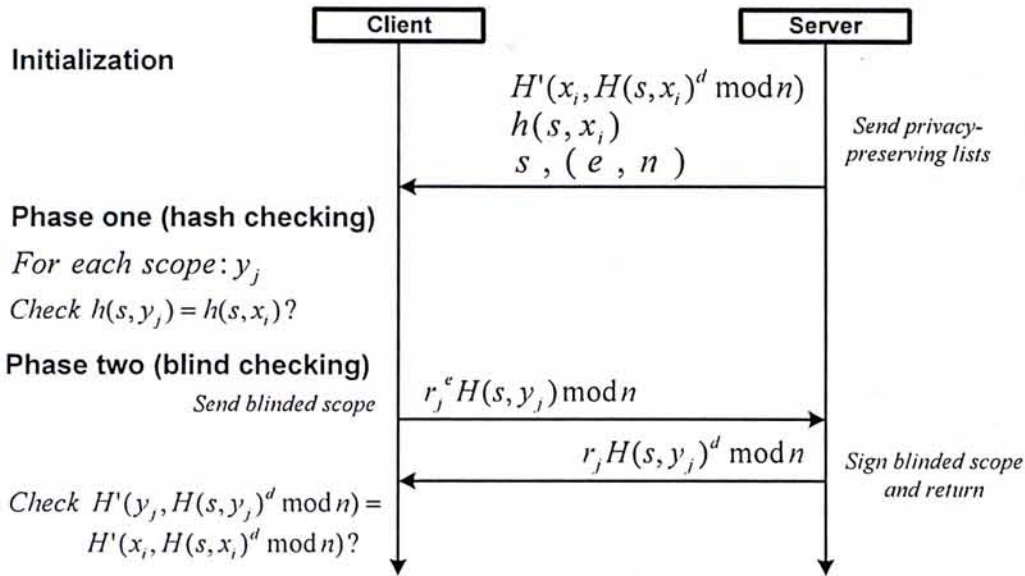 Client
Server
Initialization
H'(x_i, H(s,x_i)^d mod n)
h(s,x_i)
s , ( e , n )
Send privacy-
preserving lists
Phase one (hash checking)
For each scope: y_j
Check h(s,y_j) = h(s,x_i)?
Phase two (blind checking)
Send blinded scope
r_j^e H(s,y_j) mod n
r_j H(s,y_j)^d mod n
Sign blinded scope
and return
Check H'(y_j, H(s,y_j)^d mod n) =
H'(x_i, H(s,x_i)^d mod n)?